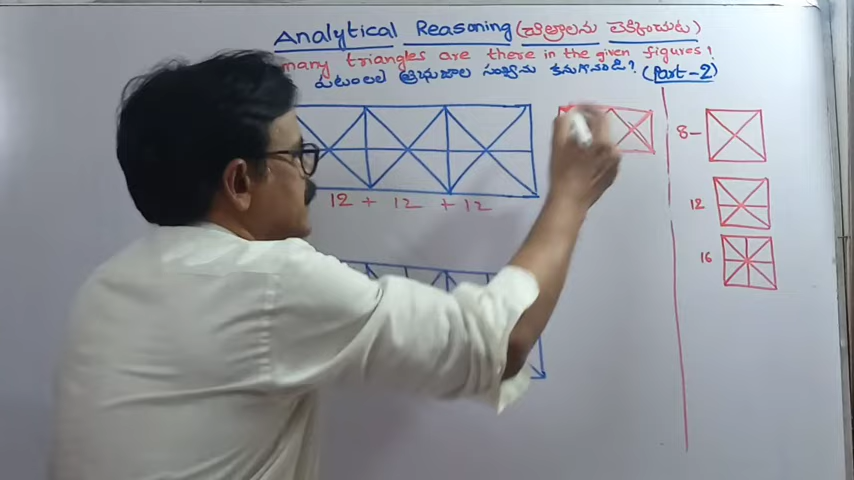 Analytical Reasoning (చిత్రాలను లెక్కించుట)
many triangles are there in the given figures?
త్రిభుజాల సంఖ్యను కనుగొనండి? (Part-2)
8-
12
16
12 + 12 + 12